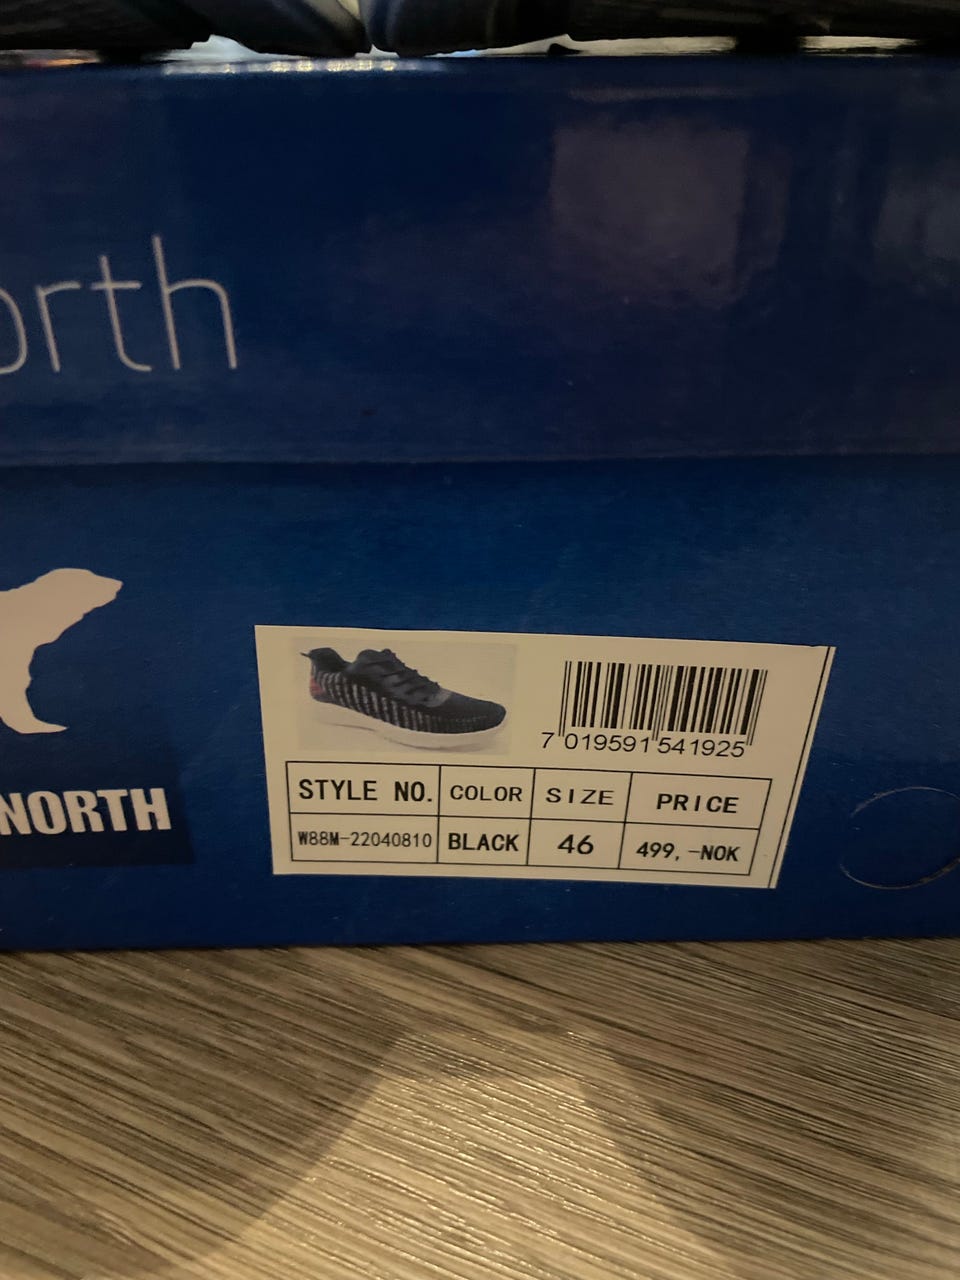 orth
NORTH
7 019591 541925
STYLE NO. COLOR SIZE PRICE
W88M-22040810 BLACK 46 499,-NOK